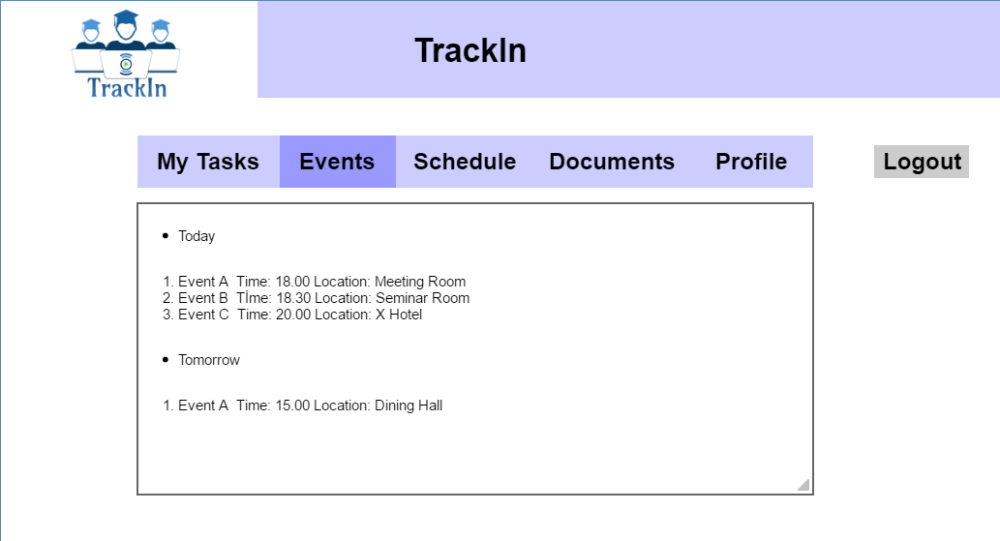 TrackIn
TrackIn
My Tasks Events Schedule Documents Profile Logout
• Today
1. Event A Time: 18.00 Location: Meeting Room
2. Event B Tİme: 18.30 Location: Seminar Room
3. Event C Time: 20.00 Location: X Hotel
• Tomorrow
1. Event A Time: 15.00 Location: Dining Hall